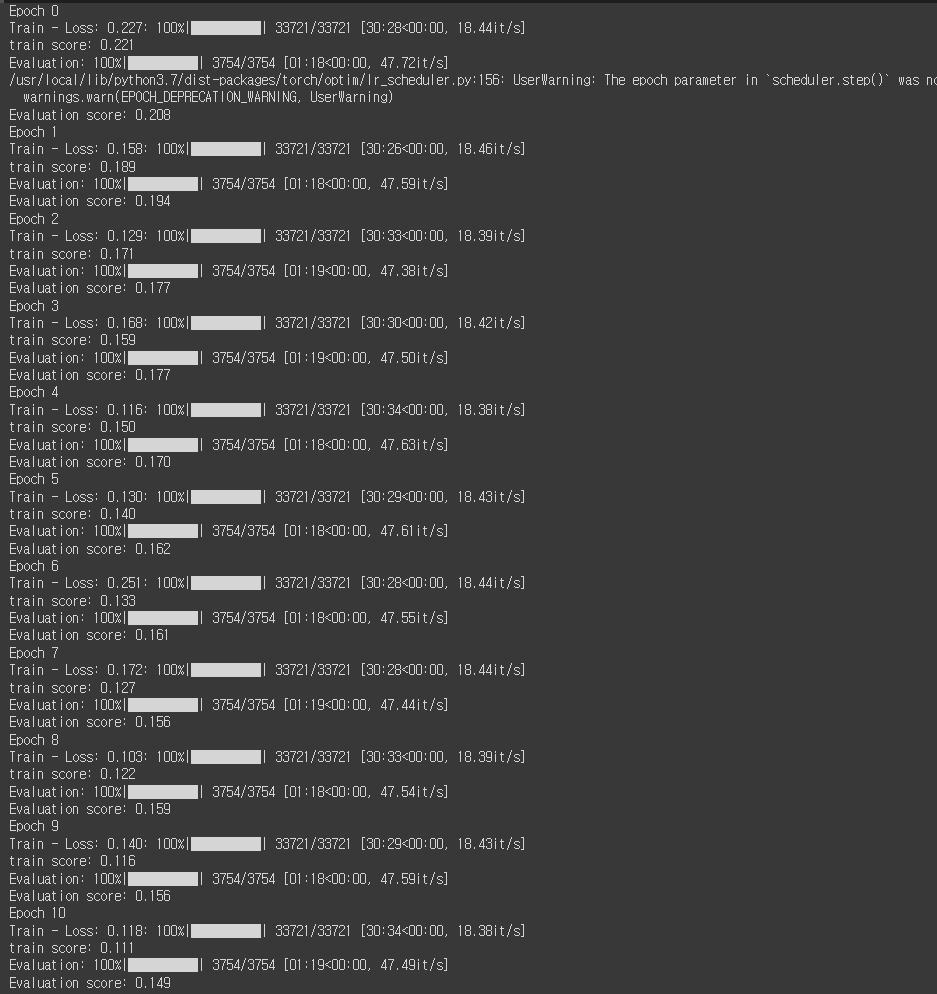 Epoch 0
Train - Loss: 0.227: 100%|██████████| 33721/33721 [30:28<00:00, 18.44it/s]
train score: 0.221
Evaluation: 100%|██████████| 3754/3754 [01:18<00:00, 47.72it/s]
/usr/local/lib/python3.7/dist-packages/torch/optim/lr_scheduler.py:156: UserWarning: The epoch parameter in `scheduler.step()` was no
  warnings.warn(EPOCH_DEPRECATION_WARNING, UserWarning)
Evaluation score: 0.208
Epoch 1
Train - Loss: 0.158: 100%|██████████| 33721/33721 [30:26<00:00, 18.46it/s]
train score: 0.189
Evaluation: 100%|██████████| 3754/3754 [01:18<00:00, 47.59it/s]
Evaluation score: 0.194
Epoch 2
Train - Loss: 0.129: 100%|██████████| 33721/33721 [30:33<00:00, 18.39it/s]
train score: 0.171
Evaluation: 100%|██████████| 3754/3754 [01:19<00:00, 47.38it/s]
Evaluation score: 0.177
Epoch 3
Train - Loss: 0.168: 100%|██████████| 33721/33721 [30:30<00:00, 18.42it/s]
train score: 0.159
Evaluation: 100%|██████████| 3754/3754 [01:19<00:00, 47.50it/s]
Evaluation score: 0.177
Epoch 4
Train - Loss: 0.116: 100%|██████████| 33721/33721 [30:34<00:00, 18.38it/s]
train score: 0.150
Evaluation: 100%|██████████| 3754/3754 [01:18<00:00, 47.63it/s]
Evaluation score: 0.170
Epoch 5
Train - Loss: 0.130: 100%|██████████| 33721/33721 [30:29<00:00, 18.43it/s]
train score: 0.140
Evaluation: 100%|██████████| 3754/3754 [01:18<00:00, 47.61it/s]
Evaluation score: 0.162
Epoch 6
Train - Loss: 0.251: 100%|██████████| 33721/33721 [30:28<00:00, 18.44it/s]
train score: 0.133
Evaluation: 100%|██████████| 3754/3754 [01:18<00:00, 47.55it/s]
Evaluation score: 0.161
Epoch 7
Train - Loss: 0.172: 100%|██████████| 33721/33721 [30:28<00:00, 18.44it/s]
train score: 0.127
Evaluation: 100%|██████████| 3754/3754 [01:19<00:00, 47.44it/s]
Evaluation score: 0.156
Epoch 8
Train - Loss: 0.103: 100%|██████████| 33721/33721 [30:33<00:00, 18.39it/s]
train score: 0.122
Evaluation: 100%|██████████| 3754/3754 [01:18<00:00, 47.54it/s]
Evaluation score: 0.159
Epoch 9
Train - Loss: 0.140: 100%|██████████| 33721/33721 [30:29<00:00, 18.43it/s]
train score: 0.116
Evaluation: 100%|██████████| 3754/3754 [01:18<00:00, 47.59it/s]
Evaluation score: 0.156
Epoch 10
Train - Loss: 0.118: 100%|██████████| 33721/33721 [30:34<00:00, 18.38it/s]
train score: 0.111
Evaluation: 100%|██████████| 3754/3754 [01:19<00:00, 47.49it/s]
Evaluation score: 0.149